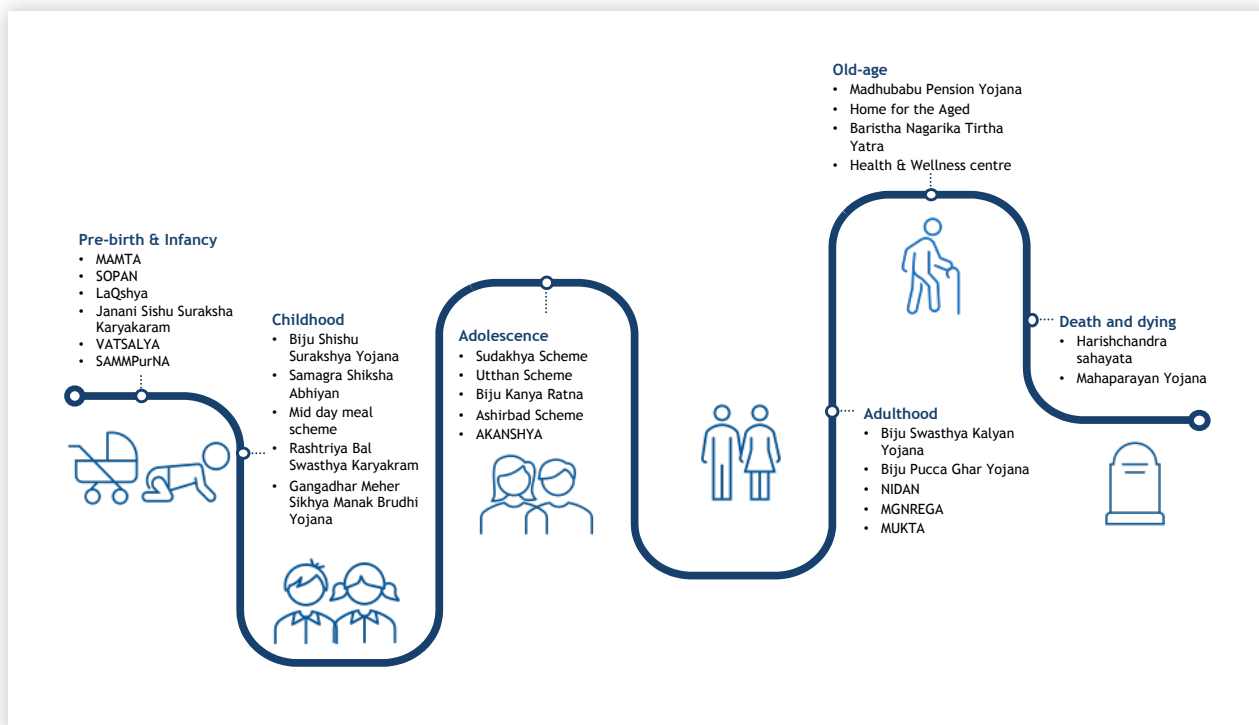 Pre-birth & Infancy
• MAMTA
• SOPAN
• LaQshya
• Janani Sishu Suraksha
Karyakaram
• VATSALYA
• SAMMPurNA
Childhood
• Biju Shishu
Surakshya Yojana
• Samagra Shiksha
Abhiyan
• Mid day meal
scheme
• Rashtriya Bal
Swasthya Karyakram
• Gangadhar Meher
Sikhya Manak Brudhi
Yojana
Adolescence
• Sudakhya Scheme
• Utthan Scheme
• Biju Kanya Ratna
• Ashirbad Scheme
• AKANSHYA
Adulthood
• Biju Swasthya Kalyan
Yojana
• Biju Pucca Ghar Yojana
• NIDAN
• MGNREGA
• MUKTA
Old-age
• Madhubabu Pension Yojana
• Home for the Aged
• Baristha Nagarika Tirtha
Yatra
• Health & Wellness centre
Death and dying
• Harishchandra
sahayata
• Mahaparayan Yojana